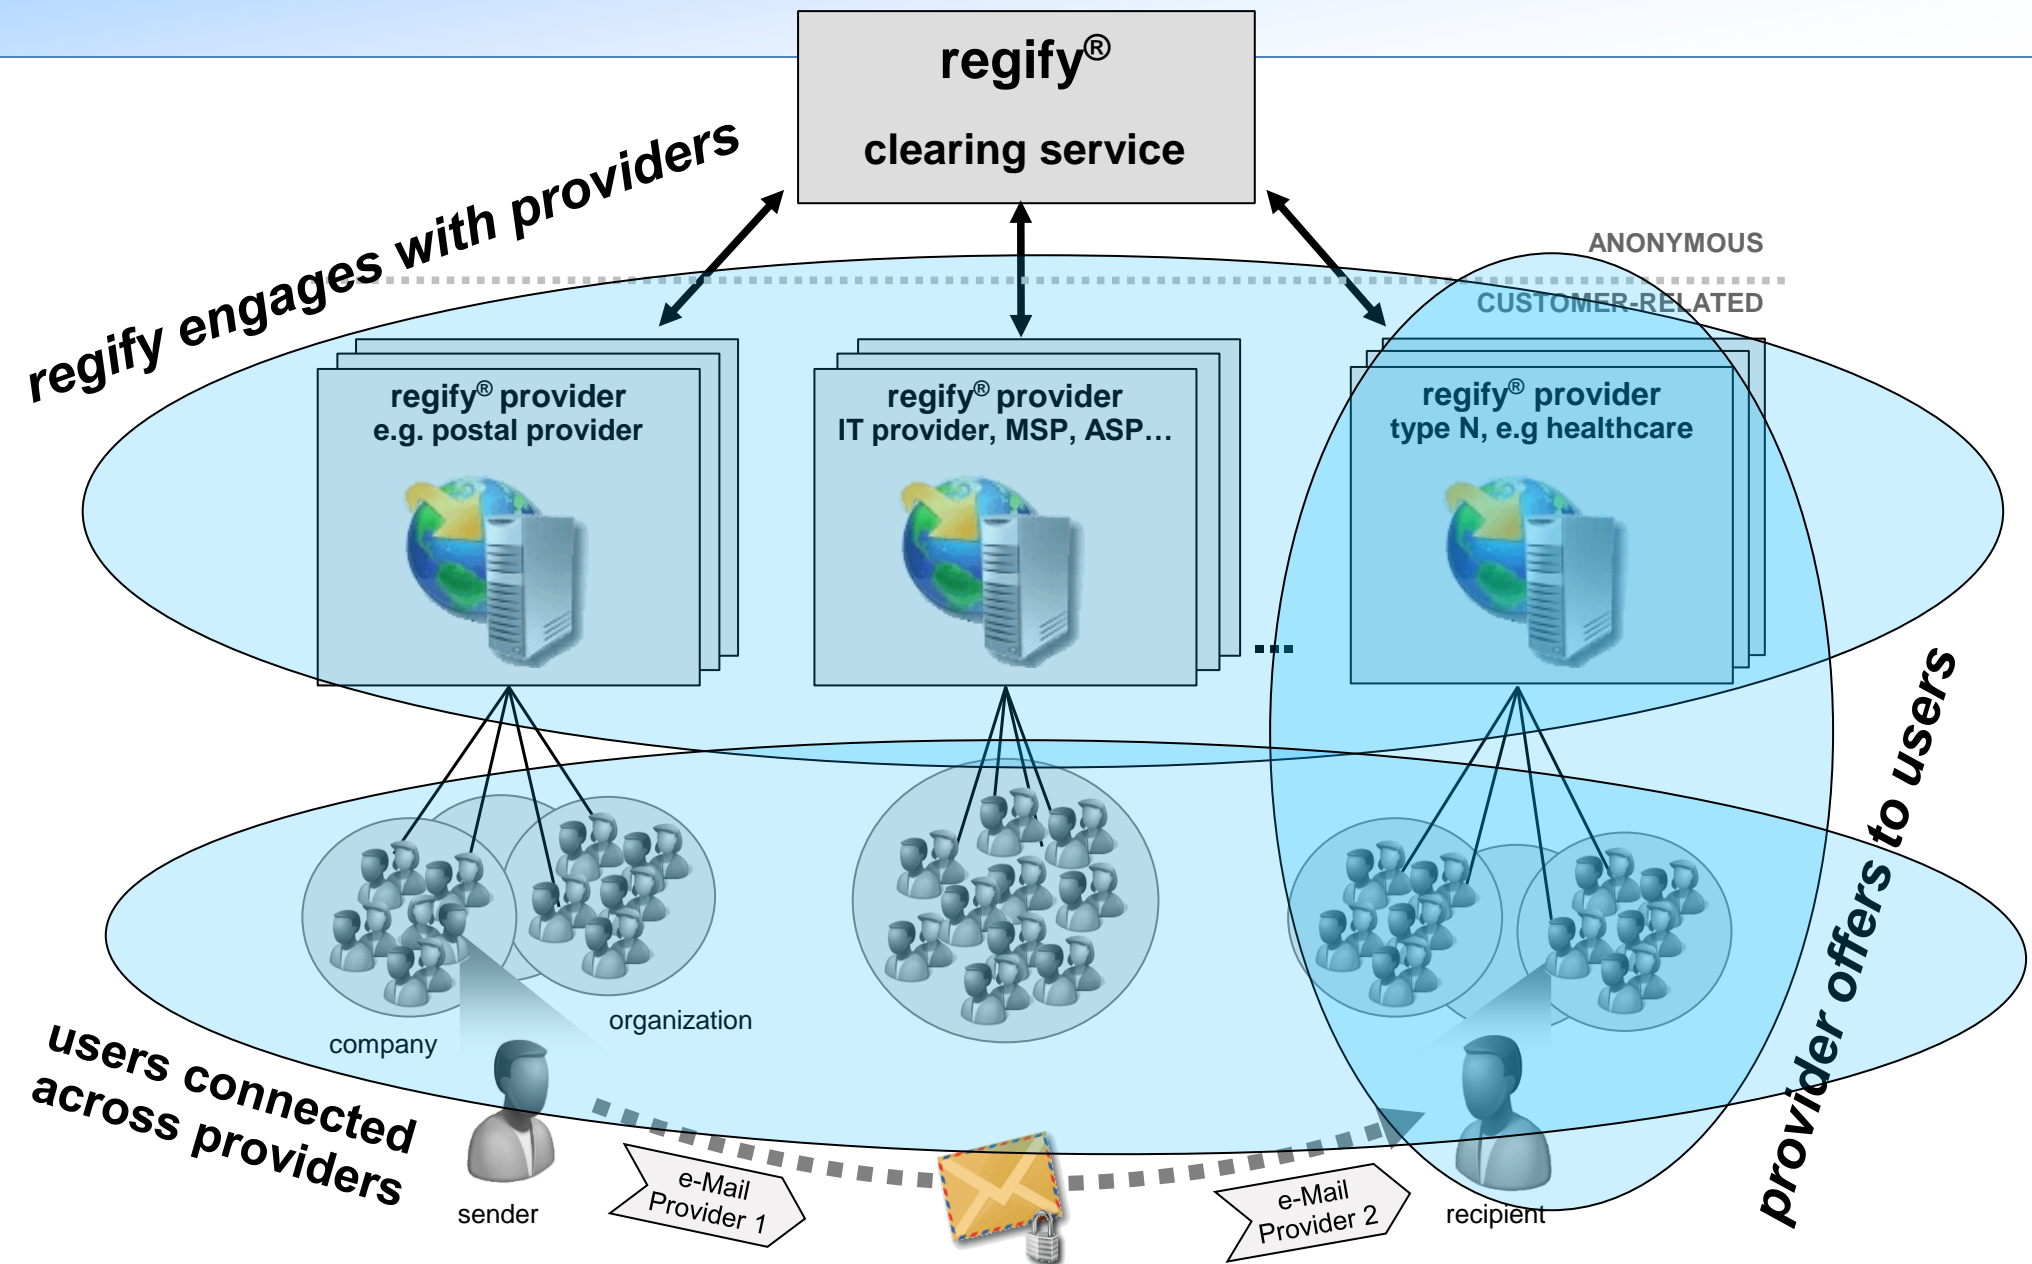 regify®
clearing service
regify engages with providers
ANONYMOUS
CUSTOMER-RELATED
regify® provider
e.g. postal provider
regify® provider
IT provider, MSP, ASP…
regify® provider
type N, e.g healthcare
...
provider offers to users
company
organization
users connected
across providers
sender
e-Mail
Provider 1
e-Mail
Provider 2
recipient